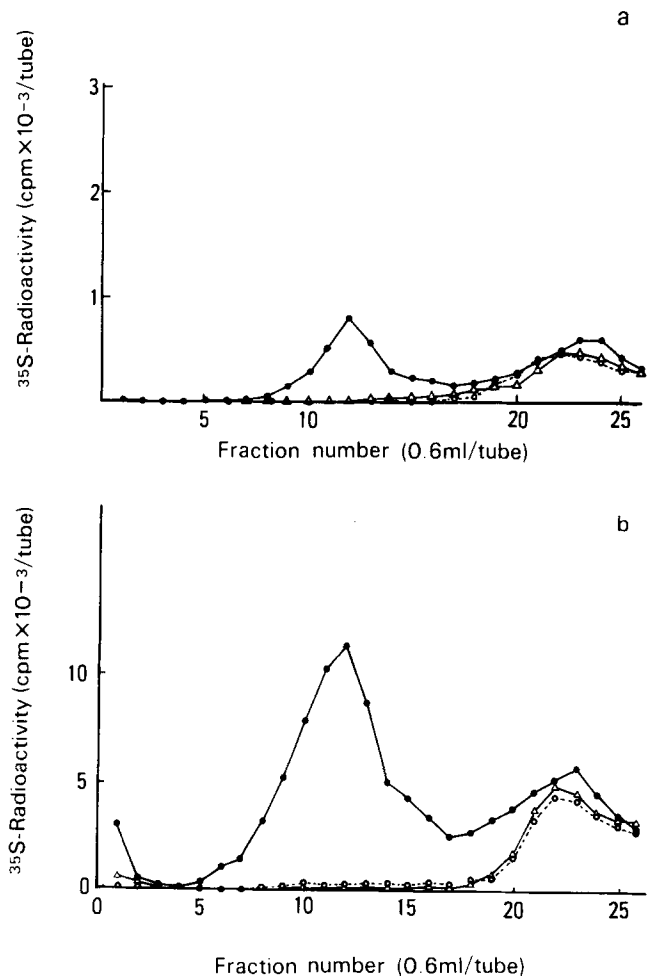 a
³⁵S-Radioactivity (cpm × 10⁻³/tube)
3
2
1
5 10 20 25
Fraction number (0.6ml/tube)
b
³⁵S-Radioactivity (cpm × 10⁻³/tube)
10
5
0
0 5 10 15 20 25
Fraction number (0.6ml/tube)